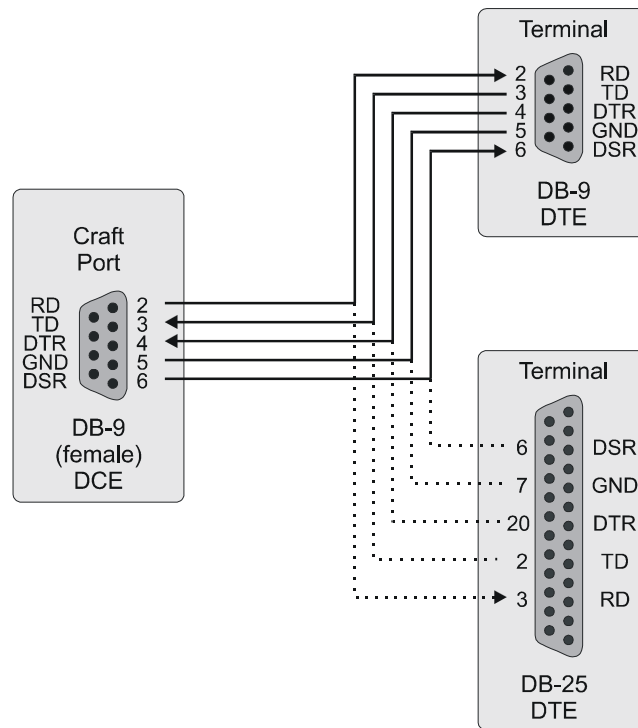 Terminal
2 RD
3 TD
4 DTR
5 GND
6 DSR
DB-9
DTE
Craft
Port
RD 2
TD 3
DTR 4
GND 5
DSR 6
DB-9
(female)
DCE
Terminal
6 DSR
7 GND
20 DTR
2 TD
3 RD
DB-25
DTE